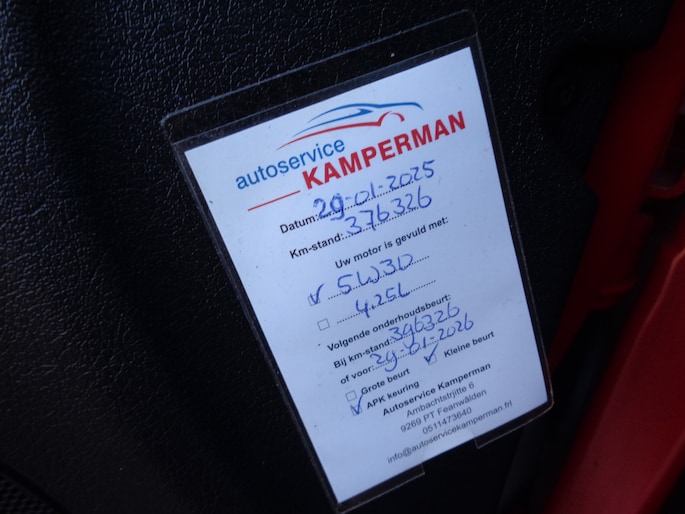 autoservice
KAMPERMAN
Datum: 29-01-2025
Km-stand: 376326
Uw motor is gevuld met:
5W30
4.25L
Volgende onderhoudsbeurt:
Bij km-stand: 396326
of voor: 29-01-2026
Grote beurt Kleine beurt
APK keuring
Autoservice Kamperman
Ambachtstrjitte 6
9269 PT Feanwâlden
0511473640
info@autoservicekamperman.frl